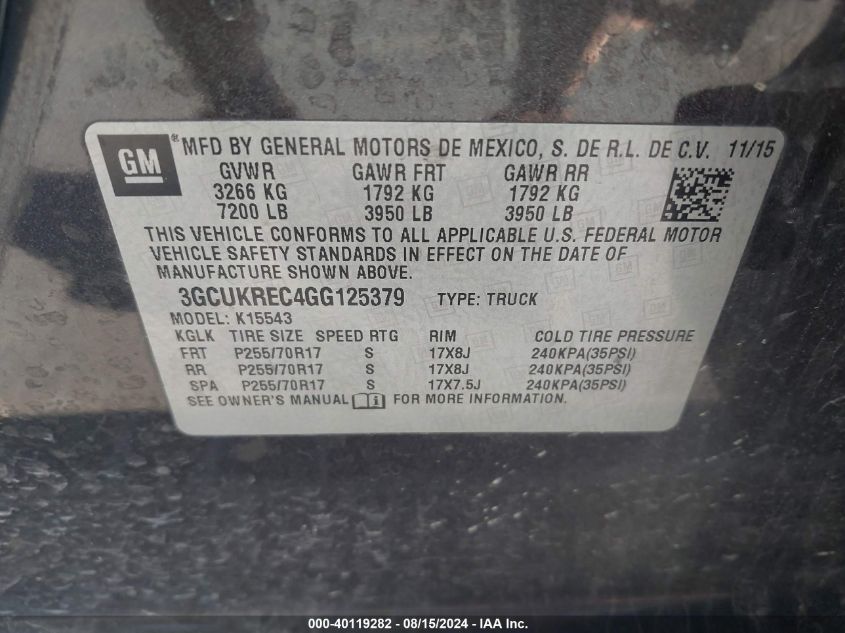 GM ® MFD BY GENERAL MOTORS DE MEXICO, S. DE R.L. DE C.V. 11/15
GVWR GAWR FRT GAWR RR
3266 KG 1792 KG 1792 KG
7200 LB 3950 LB 3950 LB
THIS VEHICLE CONFORMS TO ALL APPLICABLE U.S. FEDERAL MOTOR
VEHICLE SAFETY STANDARDS IN EFFECT ON THE DATE OF
MANUFACTURE SHOWN ABOVE.
3GCUKREC4GG125379 TYPE: TRUCK
MODEL: K15543
KGLK TIRE SIZE SPEED RTG RIM COLD TIRE PRESSURE
FRT P255/70R17 S 17X8J 240KPA(35PSI)
RR P255/70R17 S 17X8J 240KPA(35PSI)
SPA P255/70R17 S 17X7.5J 240KPA(35PSI)
SEE OWNER'S MANUAL FOR MORE INFORMATION.
000-40119282 - 08/15/2024 - IAA Inc.